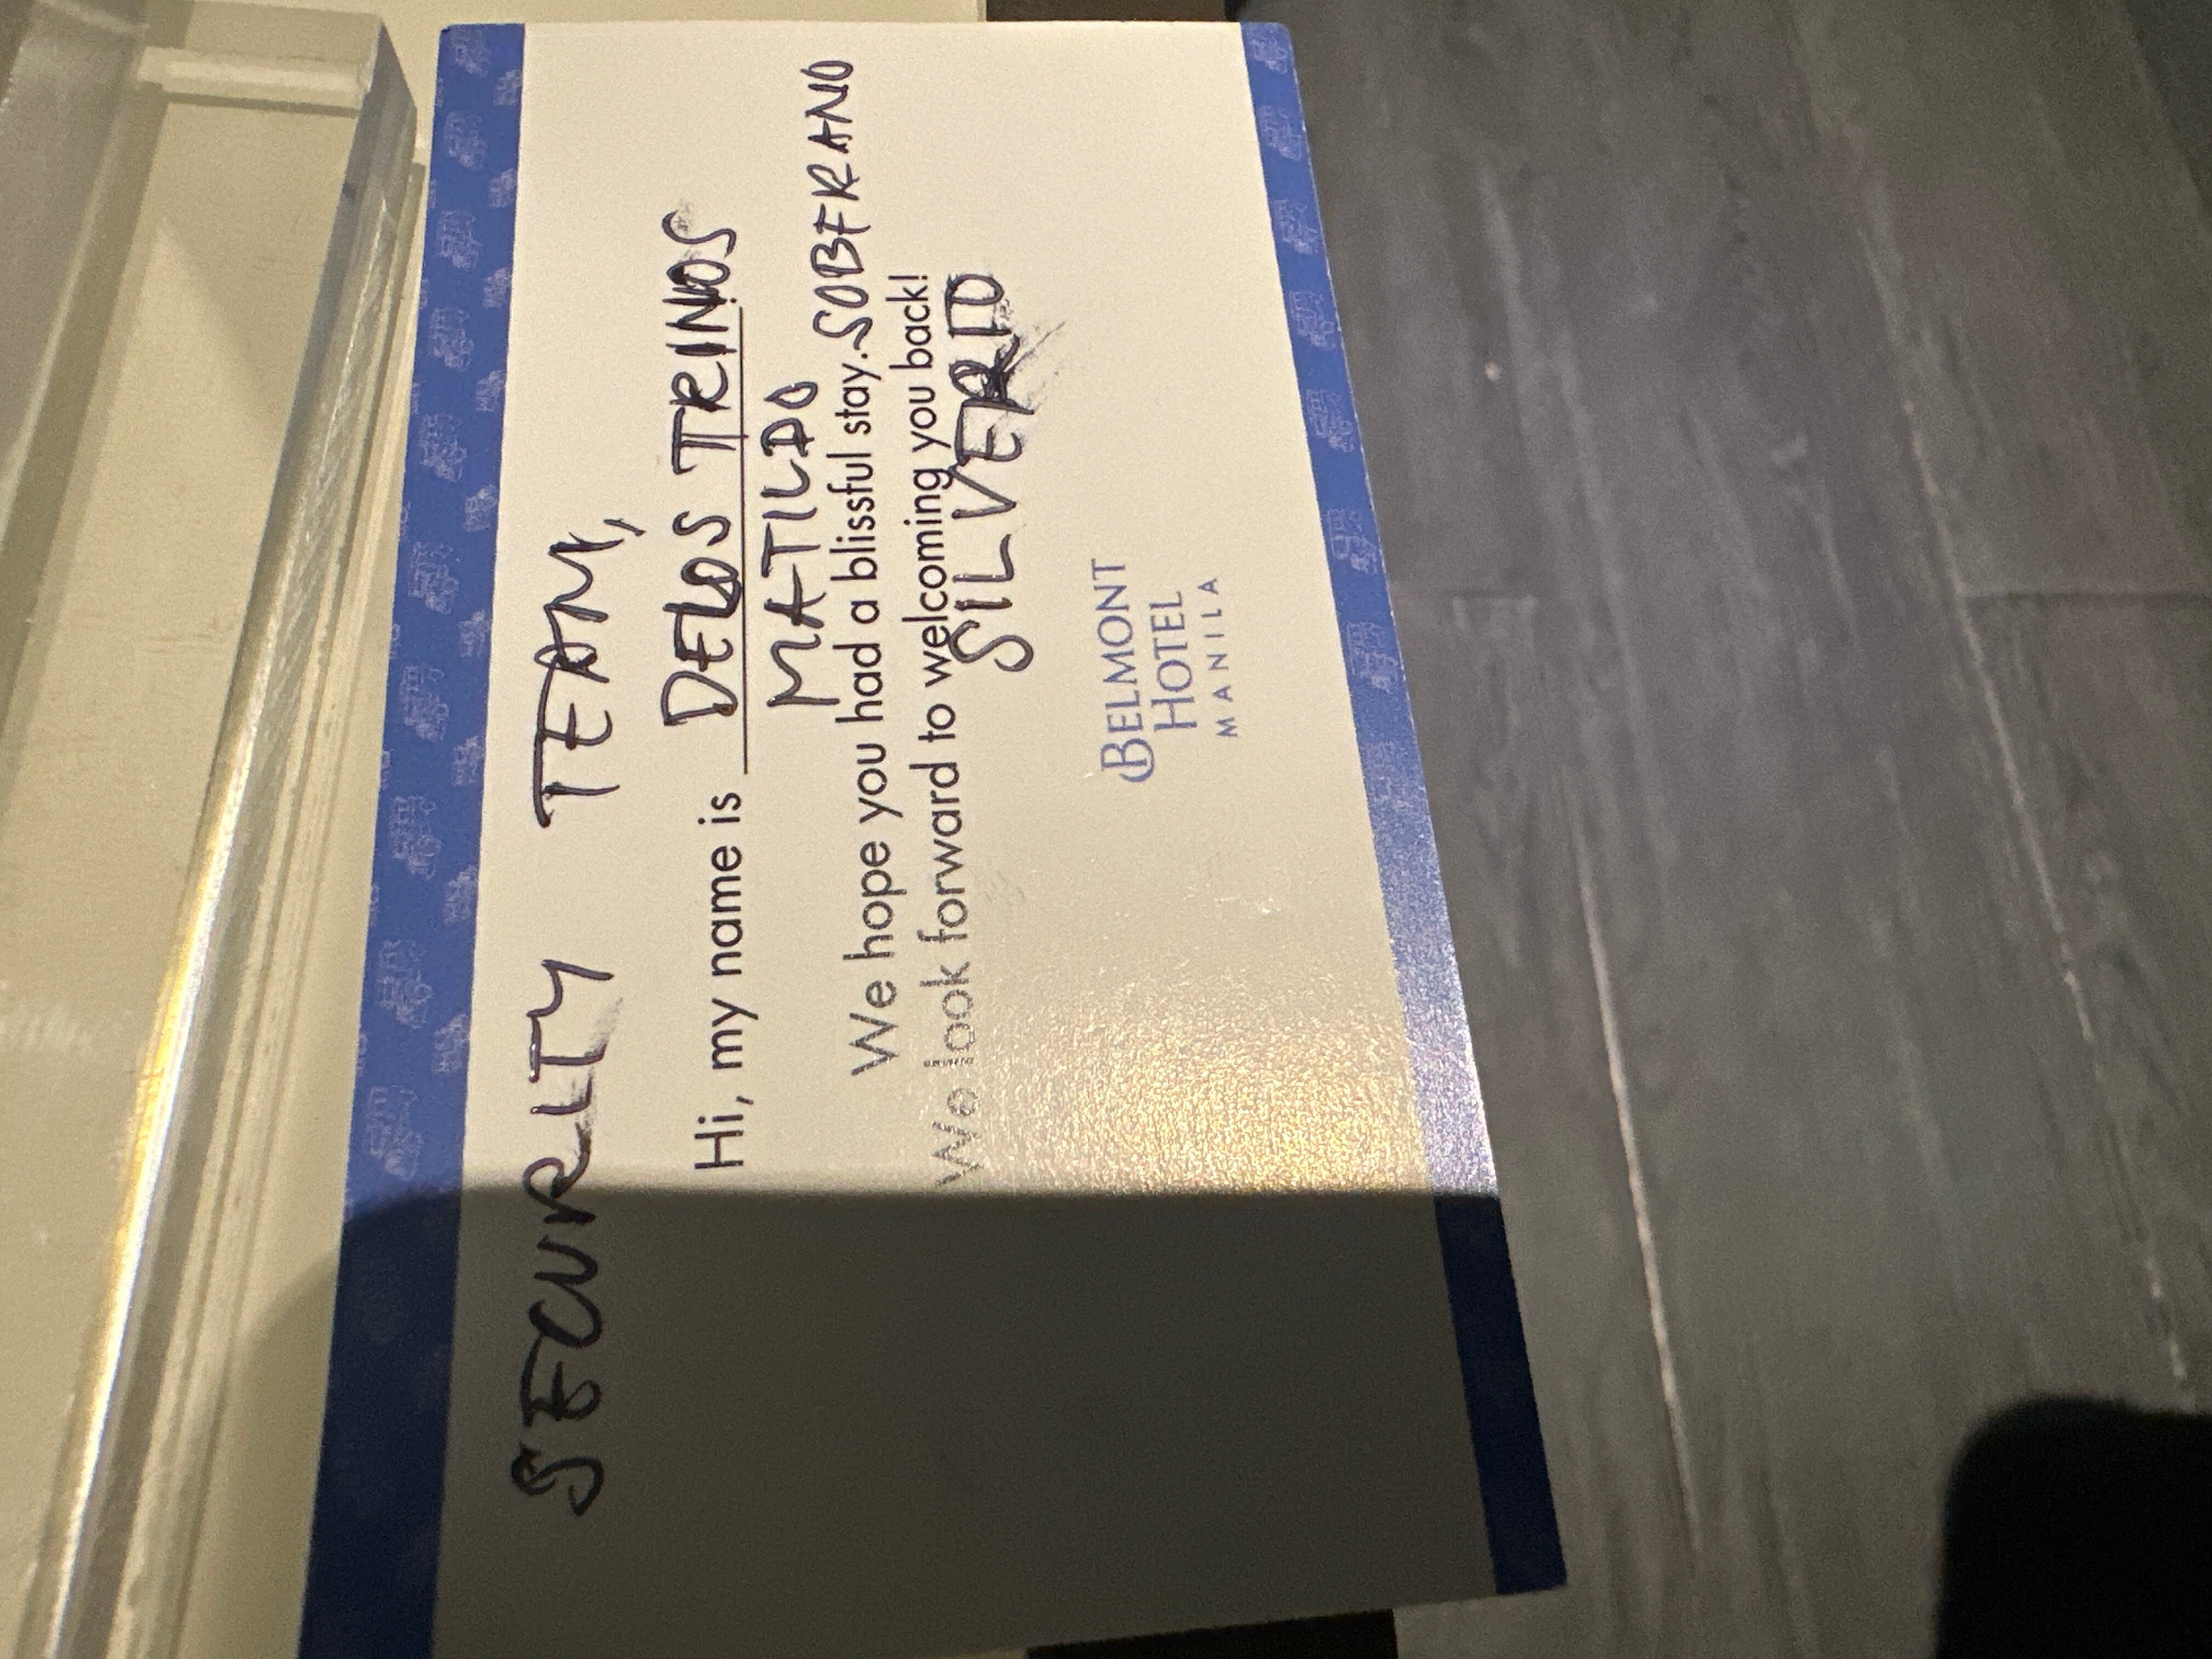 SECURITY TEAM,
Hi, my name is DELOS TRINOS
MATILDO
We hope you had a blissful stay. SOBERANO
We look forward to welcoming you back!
SILVERIO
BELMONT
HOTEL
MANILA